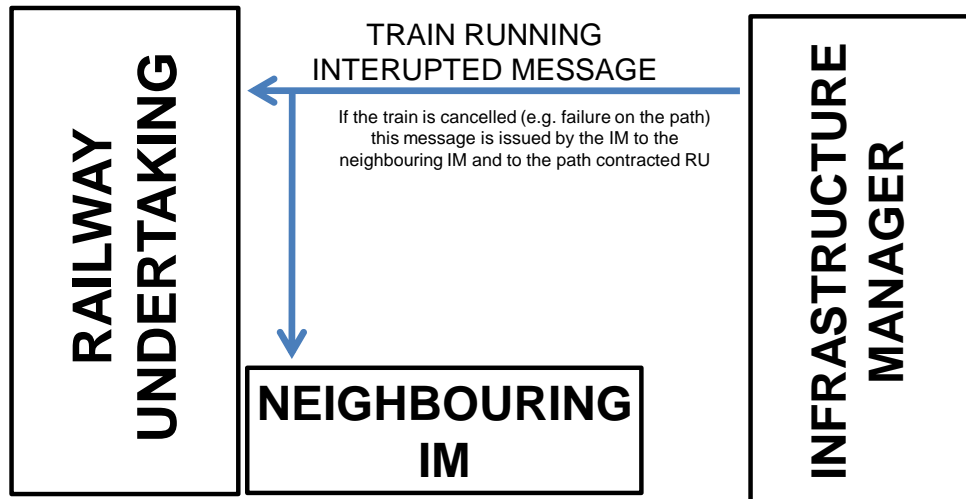 RAILWAY
UNDERTAKING
TRAIN RUNNING
INTERUPTED MESSAGE
If the train is cancelled (e.g. failure on the path)
this message is issued by the IM to the
neighbouring IM and to the path contracted RU
NEIGHBOURING
IM
INFRASTRUCTURE
MANAGER